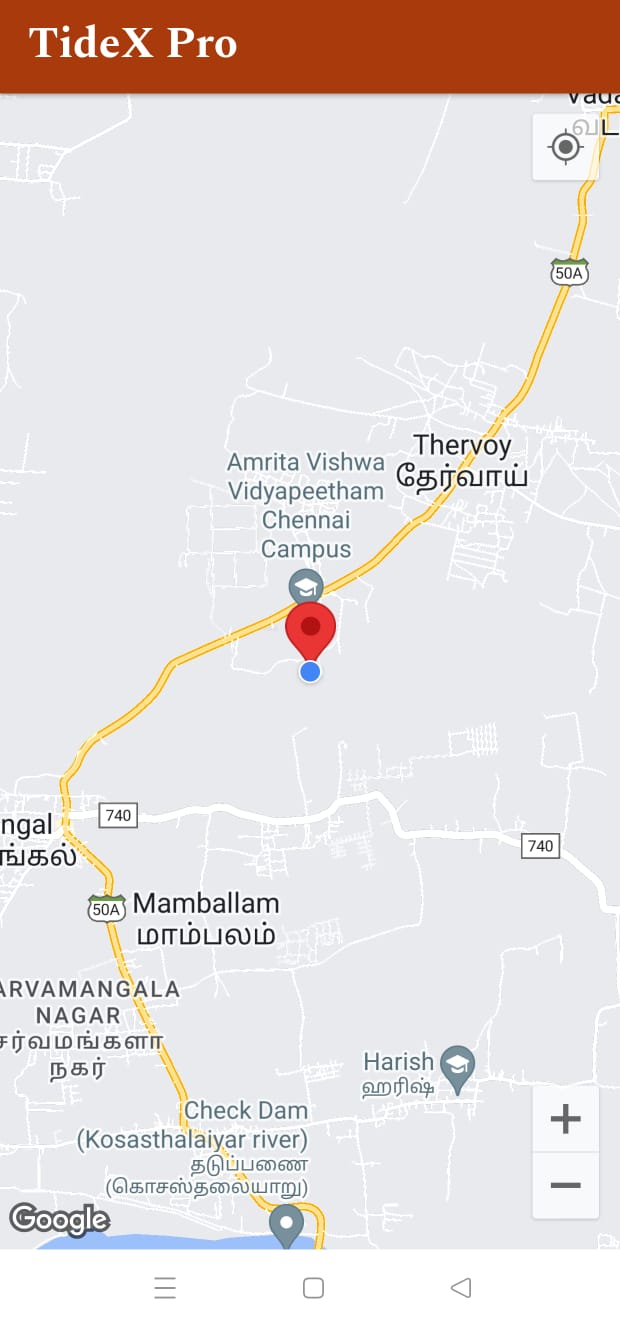 TideX Pro
Vada
வட
50A
Thervoy
தேர்வாய்
Amrita Vishwa
Vidyapeetham
Chennai
Campus
740
ngal
ங்கல்
740
50A
Mamballam
மாம்பலம்
ARVAMANGALA
NAGAR
சர்வமங்களா
நகர்
Harish
ஹரிஷ்
Check Dam
(Kosasthalaiyar river)
தடுப்பணை
(கொசஸ்தலையாறு)
Google